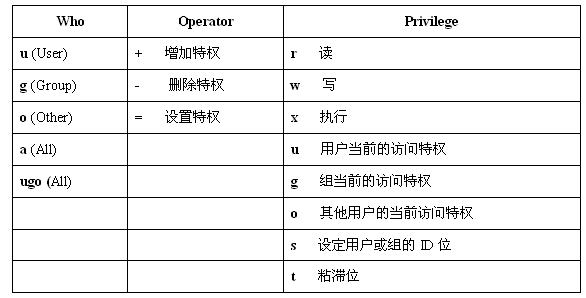 Who Operator Privilege
u (User) + 增加特权 r 读
g (Group) - 删除特权 w 写
o (Other) = 设置特权 x 执行
a (All) u 用户当前的访问特权
ugo (All) g 组当前的访问特权
o 其他用户的当前访问特权
s 设定用户或组的 ID 位
t 粘滞位